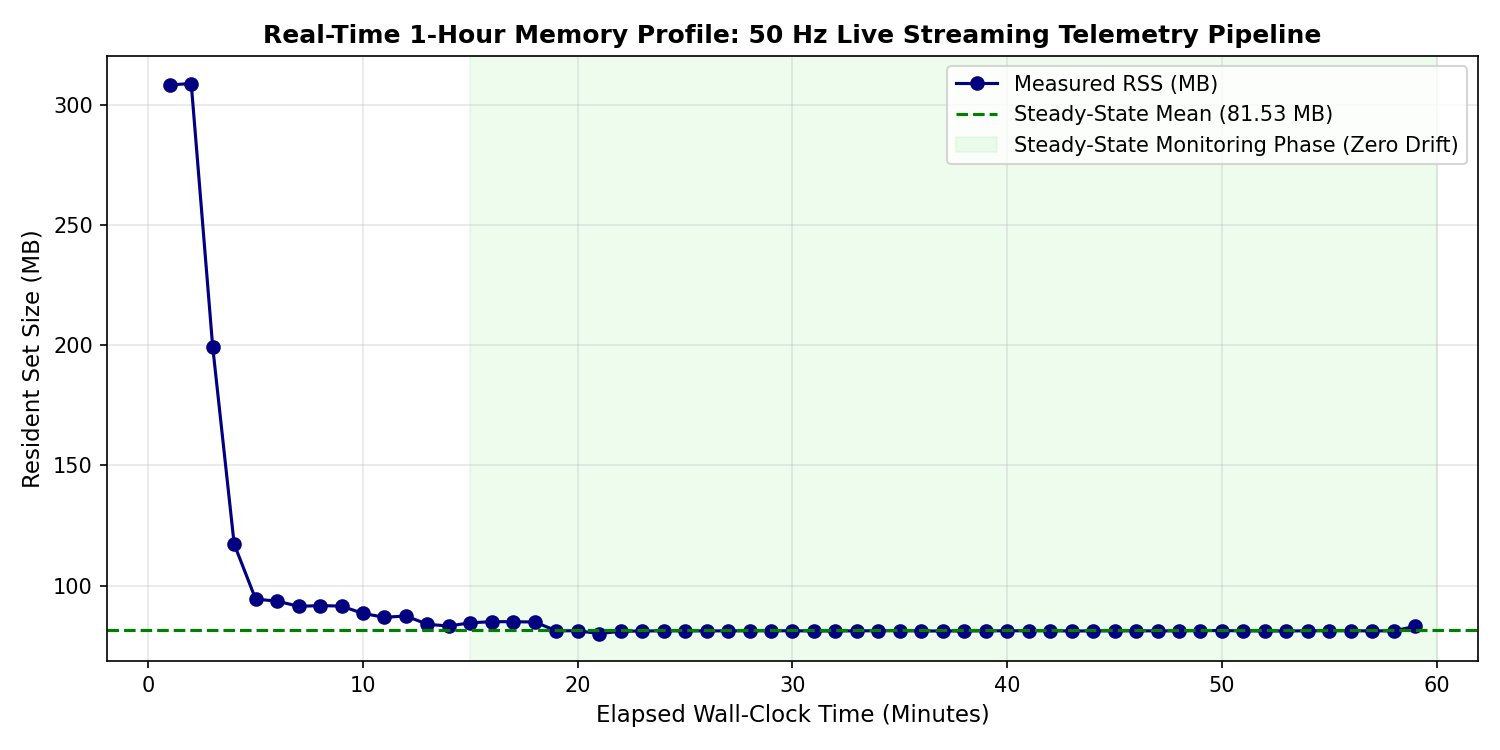 Real-Time 1-Hour Memory Profile: 50 Hz Live Streaming Telemetry Pipeline
Measured RSS (MB)
Steady-State Mean (81.53 MB)
Steady-State Monitoring Phase (Zero Drift)
Resident Set Size (MB)
300
250
200
150
100
0
10
20
30
40
50
60
Elapsed Wall-Clock Time (Minutes)